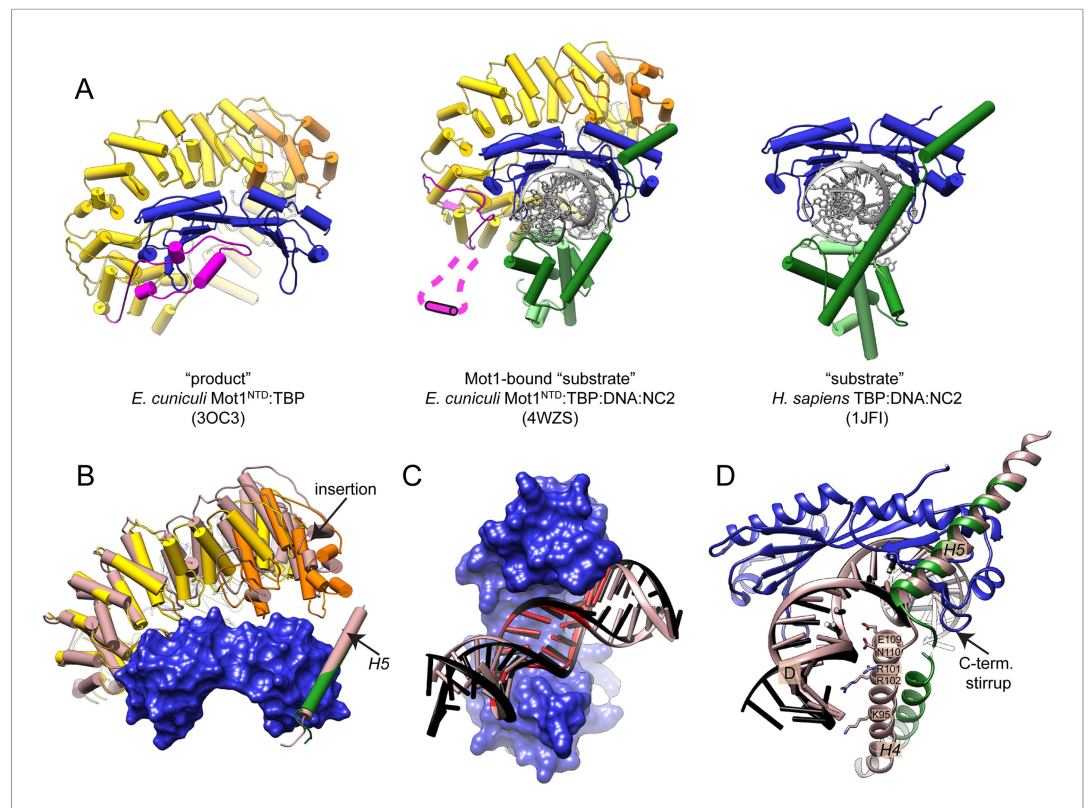 A
“product”
E. cuniculi Mot1NTD:TBP
(3OC3)
Mot1-bound “substrate”
E. cuniculi Mot1NTD:TBP:DNA:NC2
(4WZS)
“substrate”
H. sapiens TBP:DNA:NC2
(1JFI)
B
insertion
H5
C
D
H5
E109
N110
R101
R102
D
K95
H4
C-term.
stirrup